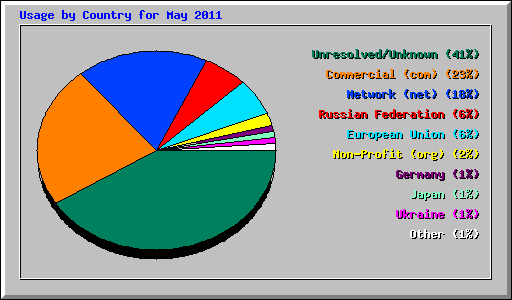 Usage by Country for May 2011
Unresolved/Unknown (41%)
Commercial (com) (23%)
Network (net) (18%)
Russian Federation (6%)
European Union (6%)
Non-Profit (org) (2%)
Germany (1%)
Japan (1%)
Ukraine (1%)
Other (1%)